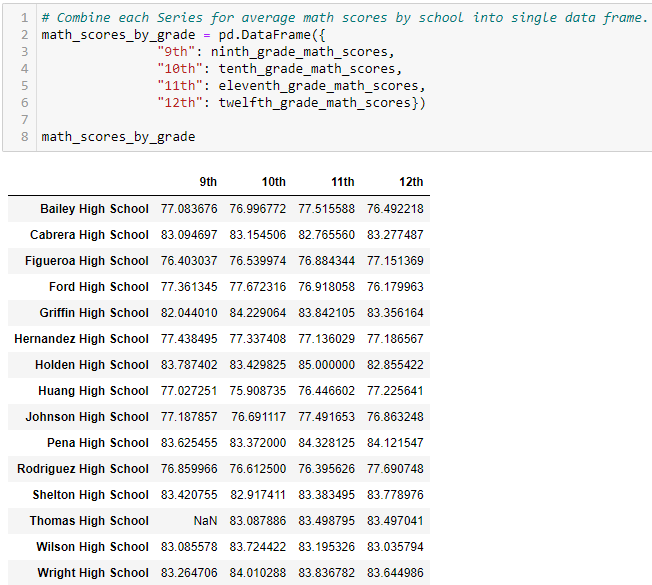 1 # Combine each Series for average math scores by school into single data frame.
2 math_scores_by_grade = pd.DataFrame({
3 "9th": ninth_grade_math_scores,
4 "10th": tenth_grade_math_scores,
5 "11th": eleventh_grade_math_scores,
6 "12th": twelfth_grade_math_scores})
7
8 math_scores_by_grade
9th 10th 11th 12th
Bailey High School 77.083676 76.996772 77.515588 76.492218
Cabrera High School 83.094697 83.154506 82.765560 83.277487
Figueroa High School 76.403037 76.539974 76.884344 77.151369
Ford High School 77.361345 77.672316 76.918058 76.179963
Griffin High School 82.044010 84.229064 83.842105 83.356164
Hernandez High School 77.438495 77.337408 77.136029 77.186567
Holden High School 83.787402 83.429825 85.000000 82.855422
Huang High School 77.027251 75.908735 76.446602 77.225641
Johnson High School 77.187857 76.691117 77.491653 76.863248
Pena High School 83.625455 83.372000 84.328125 84.121547
Rodriguez High School 76.859966 76.612500 76.395626 77.690748
Shelton High School 83.420755 82.917411 83.383495 83.778976
Thomas High School NaN 83.087886 83.498795 83.497041
Wilson High School 83.085578 83.724422 83.195326 83.035794
Wright High School 83.264706 84.010288 83.836782 83.644986